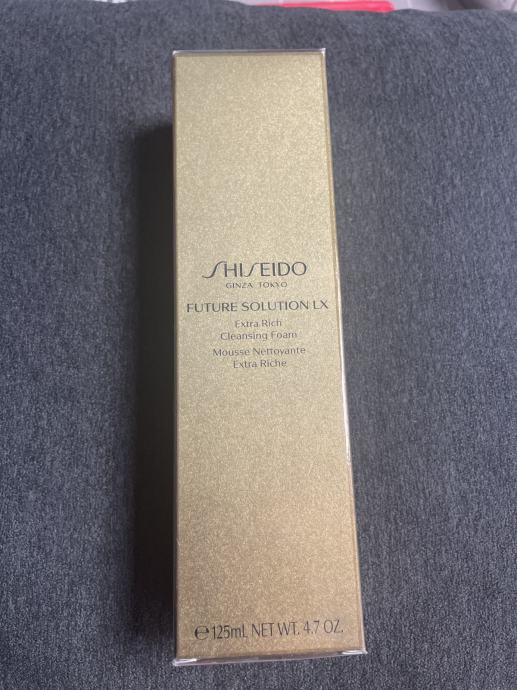 SHISEIDO
GINZA TOKYO
FUTURE SOLUTION LX
Extra Rich
Cleansing Foam
Mousse Nettoyante
Extra Riche
℮ 125mL NET WT. 4.7 OZ.